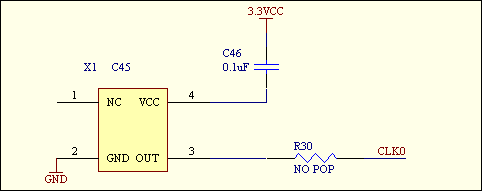 3.3VCC
C46
0.1uF
X1 C45
1 NC VCC 4
2 GND OUT 3
GND
R30
NO POP
CLK0